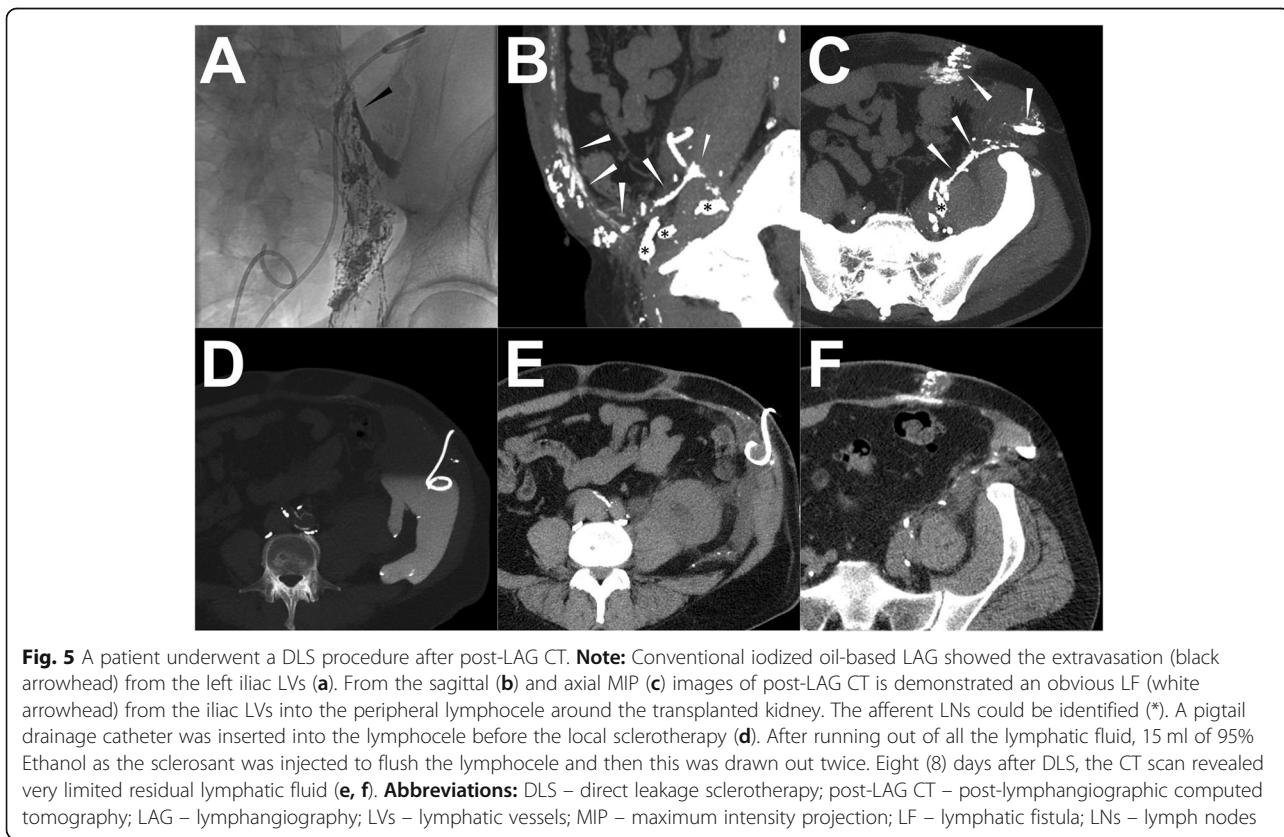 A
B
C
*
*
*
*
D
E
F
Fig. 5 A patient underwent a DLS procedure after post-LAG CT. Note: Conventional iodized oil-based LAG showed the extravasation (black
arrowhead) from the left iliac LVs (a). From the sagittal (b) and axial MIP (c) images of post-LAG CT is demonstrated an obvious LF (white
arrowhead) from the iliac LVs into the peripheral lymphocele around the transplanted kidney. The afferent LNs could be identified (*). A pigtail
drainage catheter was inserted into the lymphocele before the local sclerotherapy (d). After running out of all the lymphatic fluid, 15 ml of 95%
Ethanol as the sclerosant was injected to flush the lymphocele and then this was drawn out twice. Eight (8) days after DLS, the CT scan revealed
very limited residual lymphatic fluid (e, f). Abbreviations: DLS – direct leakage sclerotherapy; post-LAG CT – post-lymphangiographic computed
tomography; LAG – lymphangiography; LVs – lymphatic vessels; MIP – maximum intensity projection; LF – lymphatic fistula; LNs – lymph nodes